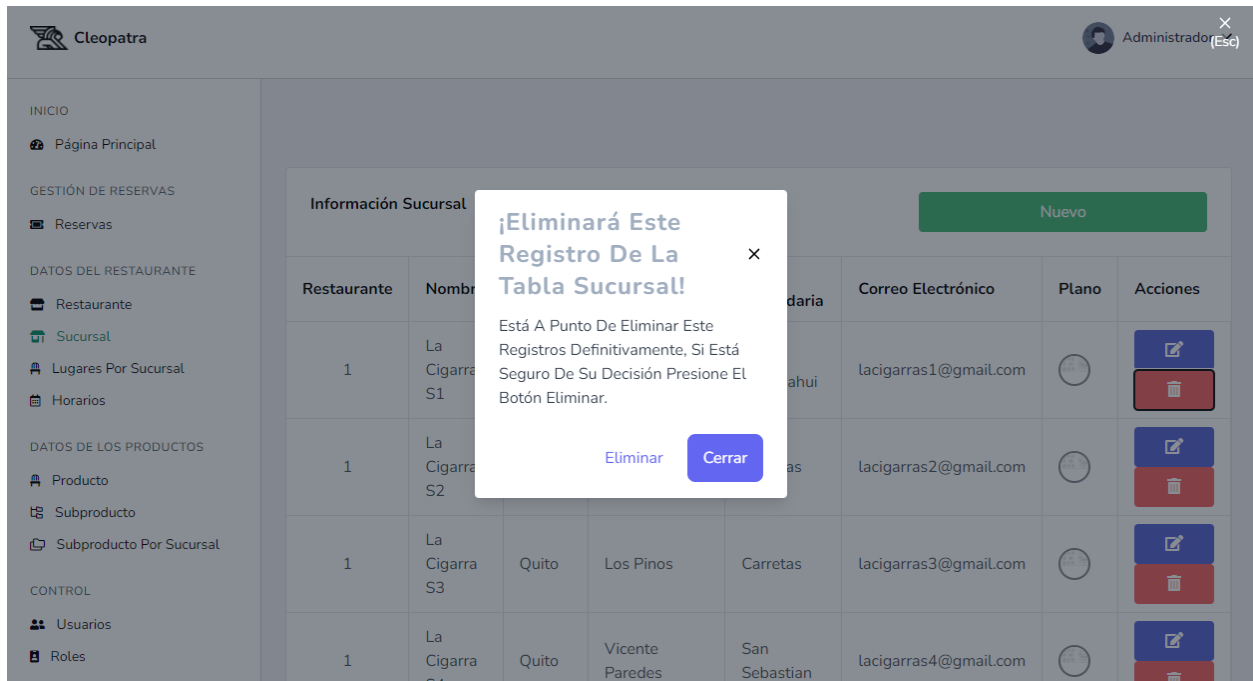 Cleopatra
Administrador
(Esc)
INICIO
Página Principal
GESTIÓN DE RESERVAS
Reservas
DATOS DEL RESTAURANTE
Restaurante
Sucursal
Lugares Por Sucursal
Horarios
DATOS DE LOS PRODUCTOS
Producto
Subproducto
Subproducto Por Sucursal
CONTROL
Usuarios
Roles
Información Sucursal
Nuevo
¡Eliminará Este
Registro De La
Tabla Sucursal!
Está A Punto De Eliminar Este
Registros Definitivamente, Si Está
Seguro De Su Decisión Presione El
Botón Eliminar.
Eliminar
Cerrar
Restaurante Correo Electrónico Plano Acciones
1 La Cigarra S1 lacigarras1@gmail.com
1 La Cigarra S2 lacigarras2@gmail.com
1 La Cigarra S3 Quito Los Pinos Carretas lacigarras3@gmail.com
1 La Cigarra Quito Vicente Paredes San Sebastian lacigarras4@gmail.com